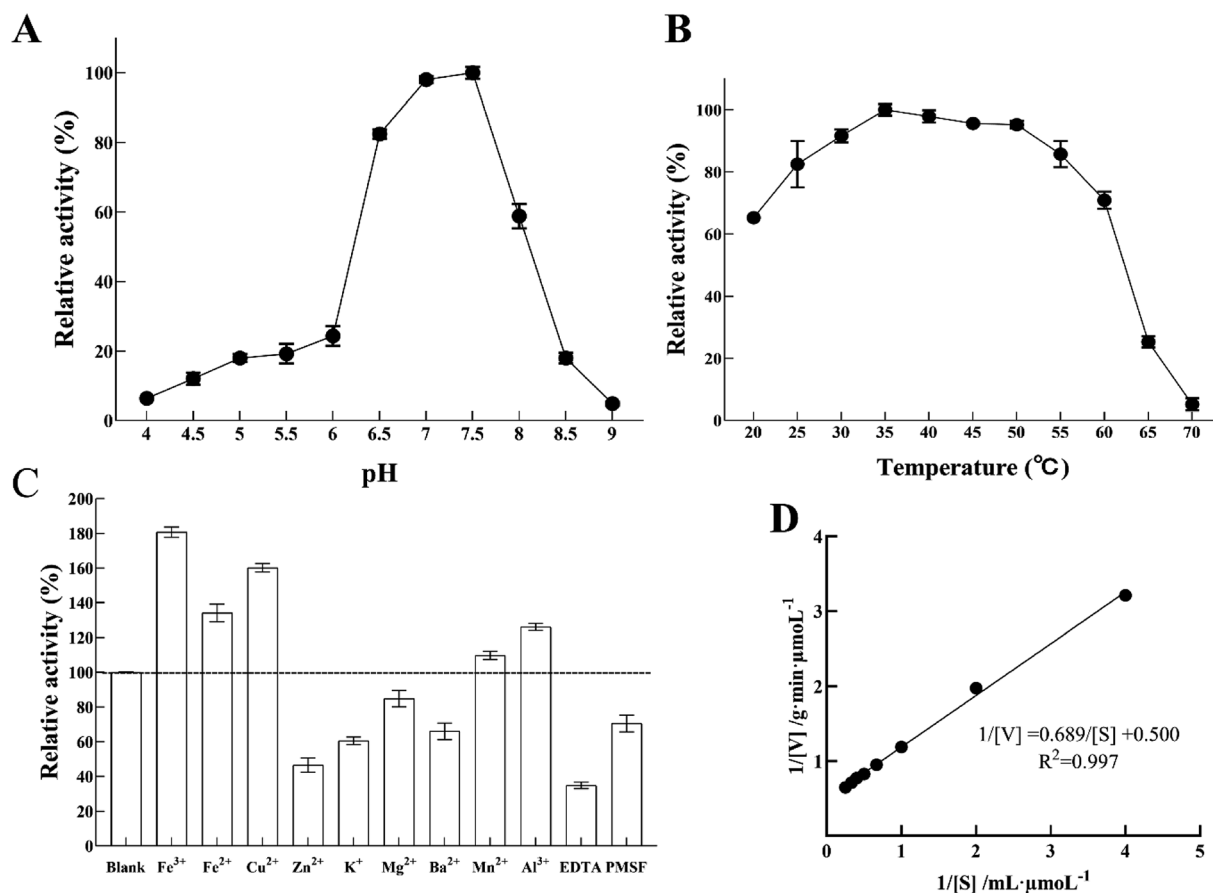 A
Relative activity (%)
100
80
60
40
20
0
4 4.5 5 5.5 6 6.5 7 7.5 8 8.5 9
pH
B
Relative activity (%)
100
80
60
40
20
0
20 25 30 35 40 45 50 55 60 65 70
Temperature (℃)
C
Relative activity (%)
200
180
160
140
120
100
80
60
40
20
0
Blank Fe³⁺ Fe²⁺ Cu²⁺ Zn²⁺ K⁺ Mg²⁺ Ba²⁺ Mn²⁺ Al³⁺ EDTA PMSF
D
1/[V] /g·min·μmoL⁻¹
4
3
2
1
1/[V] =0.689/[S] +0.500
R²=0.997
0 1 2 3 4 5
1/[S] /mL·μmoL⁻¹